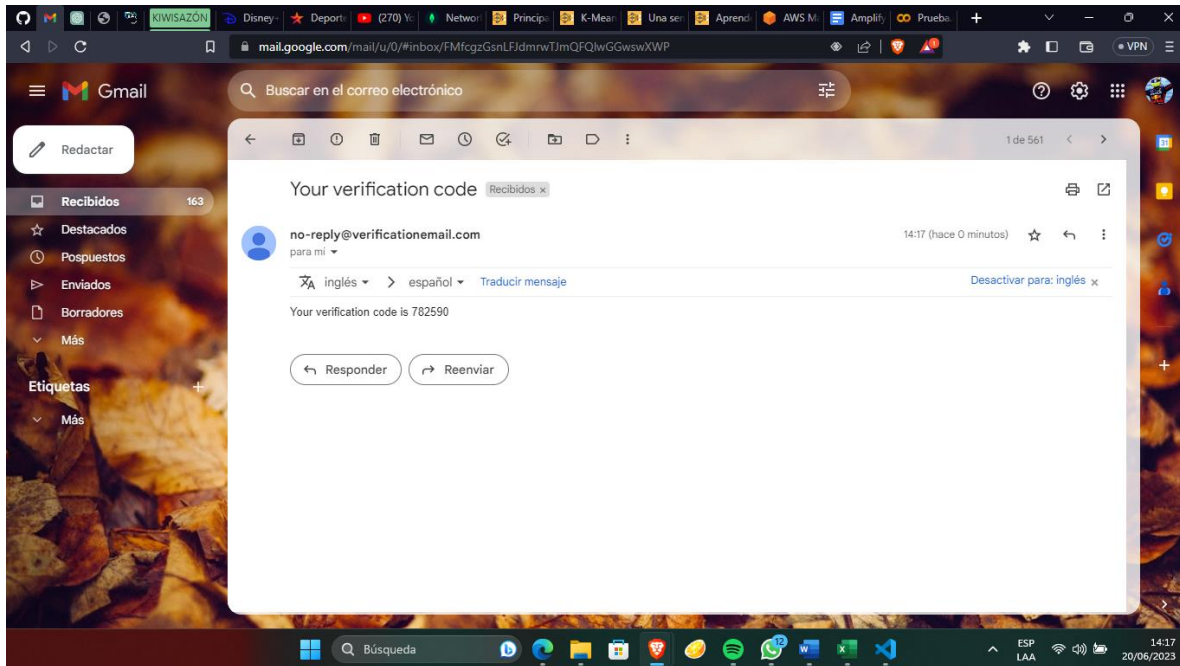 KIWISAZÓN
Disney+
Deporte
(270) Yo
Networ
Principa
K-Mean
Una sen
Aprend
AWS M
Amplify
Prueba.
mail.google.com/mail/u/0/#inbox/FMfcgzGsnLFJdmrwTJmQFQlwGGwswXWP
VPN
Gmail
Buscar en el correo electrónico
Redactar
1 de 561
31
Your verification code Recibidos ×
Recibidos 163
Destacados
no-reply@verificationemail.com
14:17 (hace 0 minutos)
para mí
Pospuestos
Enviados
inglés > español Traducir mensaje
Desactivar para: inglés ×
Borradores
Your verification code is 782590
Más
Responder
Reenviar
Etiquetas
Más
Búsqueda
12
ESP
LAA
14:17
20/06/2023